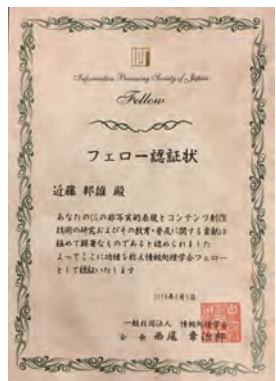 Information Processing Society of Japan
Fellow
フェロー認証状
近藤 邦雄 殿
あなたのCGの非写実的表現とコンテンツ制作
技術の研究およびその教育・普及に関する貢献は
極めて顕著なものであると認められました
よってここに功績を称え情報処理学会フェロー
として認証いたします
一般社団法人 情報処理学会
会長 西尾 章治郎